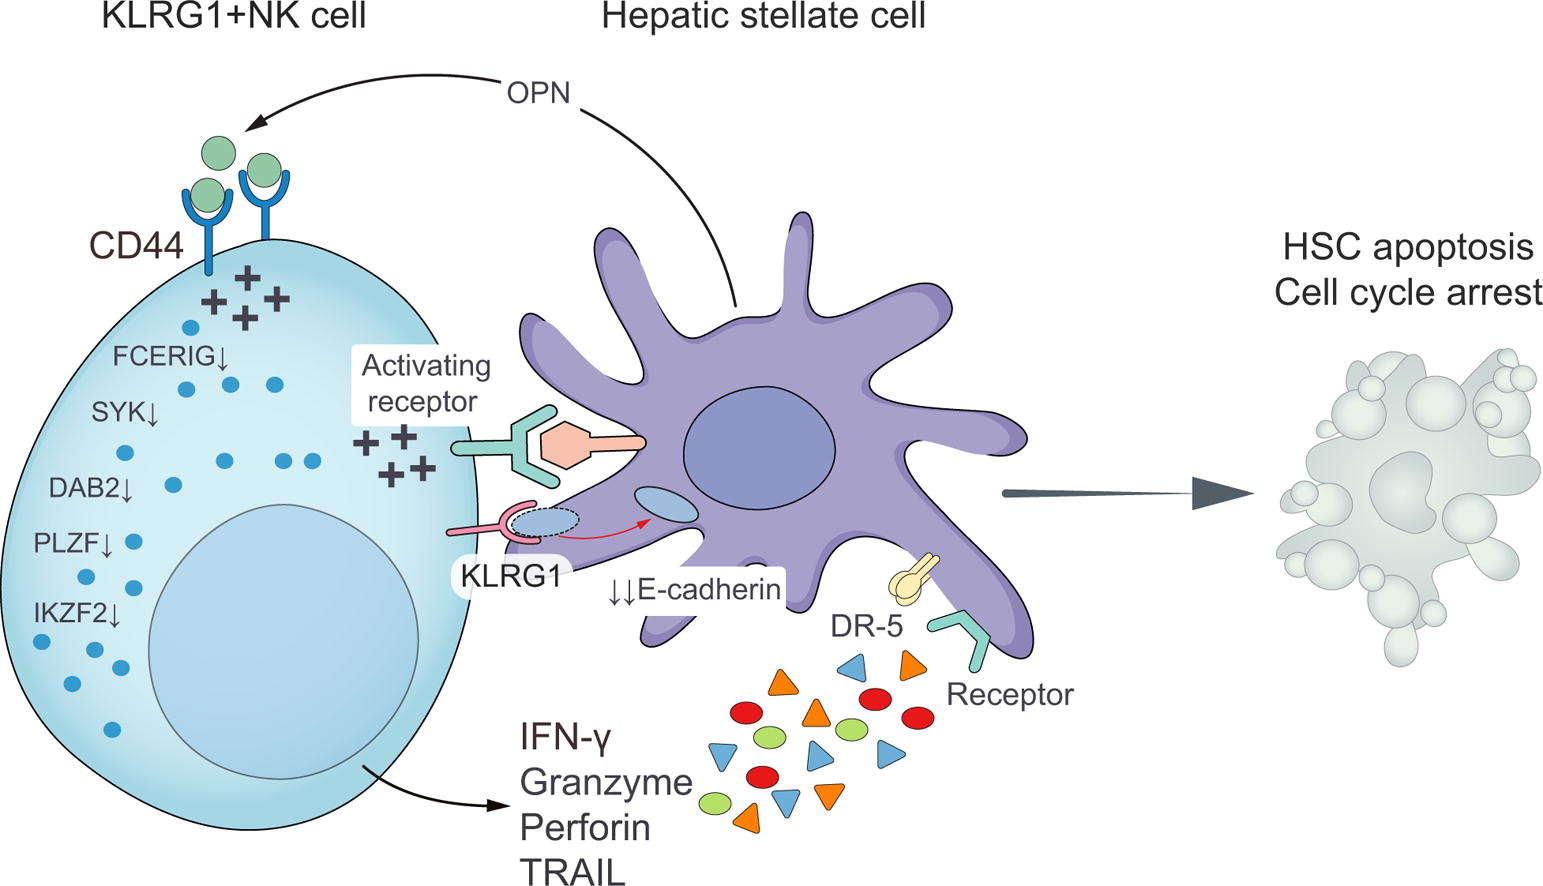 KLRG1+NK cell
Hepatic stellate cell
OPN
CD44
FCERIG↓
SYK↓
DAB2↓
PLZF↓
IKZF2↓
Activating
receptor
KLRG1
↓↓E-cadherin
DR-5
Receptor
IFN-γ
Granzyme
Perforin
TRAIL
HSC apoptosis
Cell cycle arrest